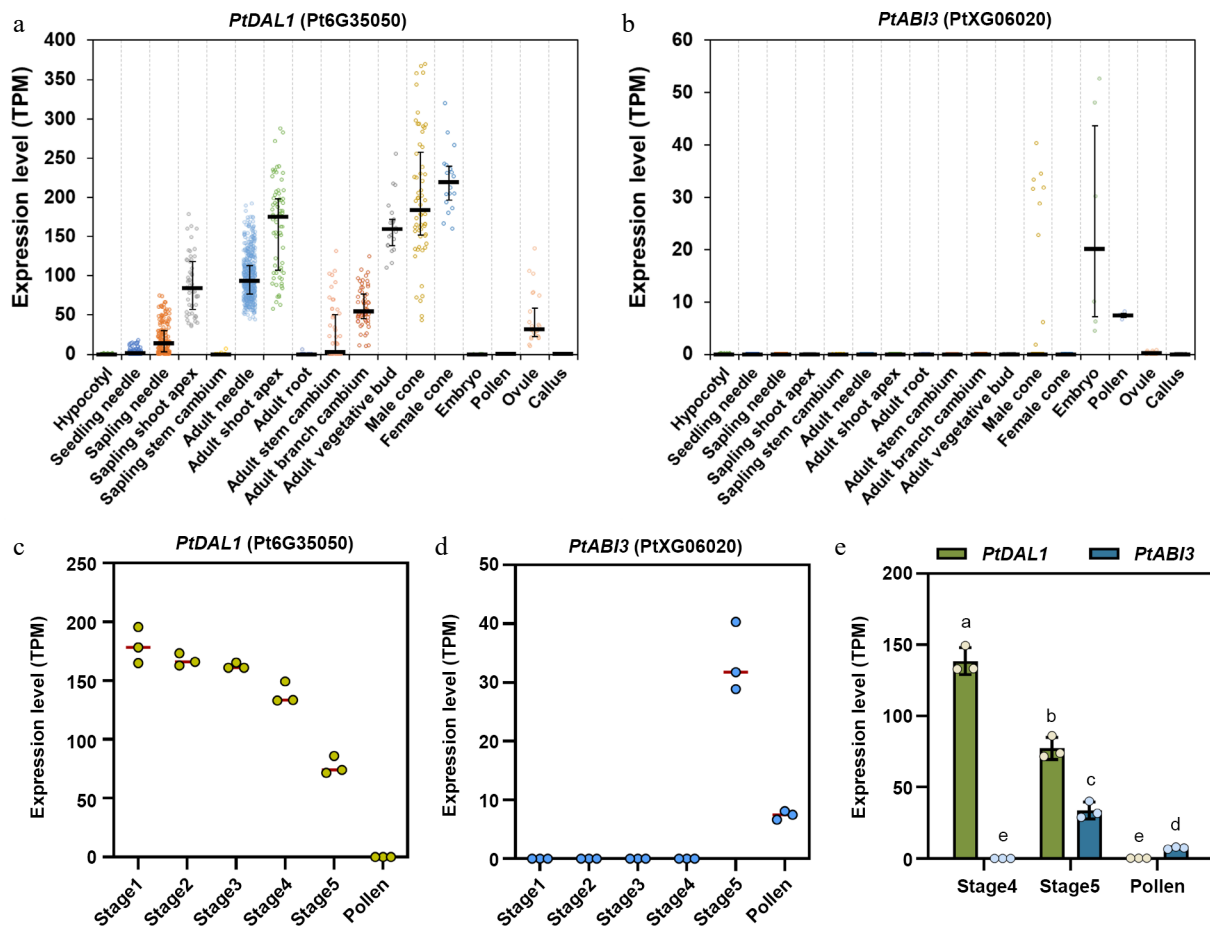 a
PtDAL1 (Pt6G35050)
Expression level (TPM)
400
350
300
250
200
150
100
50
0
Hypocotyl
Seedling needle
Sapling needle
Sapling shoot apex
Sapling stem cambium
Adult needle
Adult shoot apex
Adult root
Adult stem cambium
Adult branch cambium
Adult vegetative bud
Male cone
Female cone
Embryo
Pollen
Ovule
Callus
b
PtABI3 (PtXG06020)
Expression level (TPM)
60
50
40
30
20
10
0
Hypocotyl
Seedling needle
Sapling needle
Sapling shoot apex
Sapling stem cambium
Adult needle
Adult shoot apex
Adult root
Adult stem cambium
Adult branch cambium
Adult vegetative bud
Male cone
Female cone
Embryo
Pollen
Ovule
Callus
c
PtDAL1 (Pt6G35050)
Expression level (TPM)
250
200
150
100
50
0
Stage1
Stage2
Stage3
Stage4
Stage5
Pollen
d
PtABI3 (PtXG06020)
Expression level (TPM)
50
40
30
20
10
0
Stage1
Stage2
Stage3
Stage4
Stage5
Pollen
e
PtDAL1 PtABI3
Expression level (TPM)
200
150
100
50
0
a
e
b
c
e
d
Stage4 Stage5 Pollen